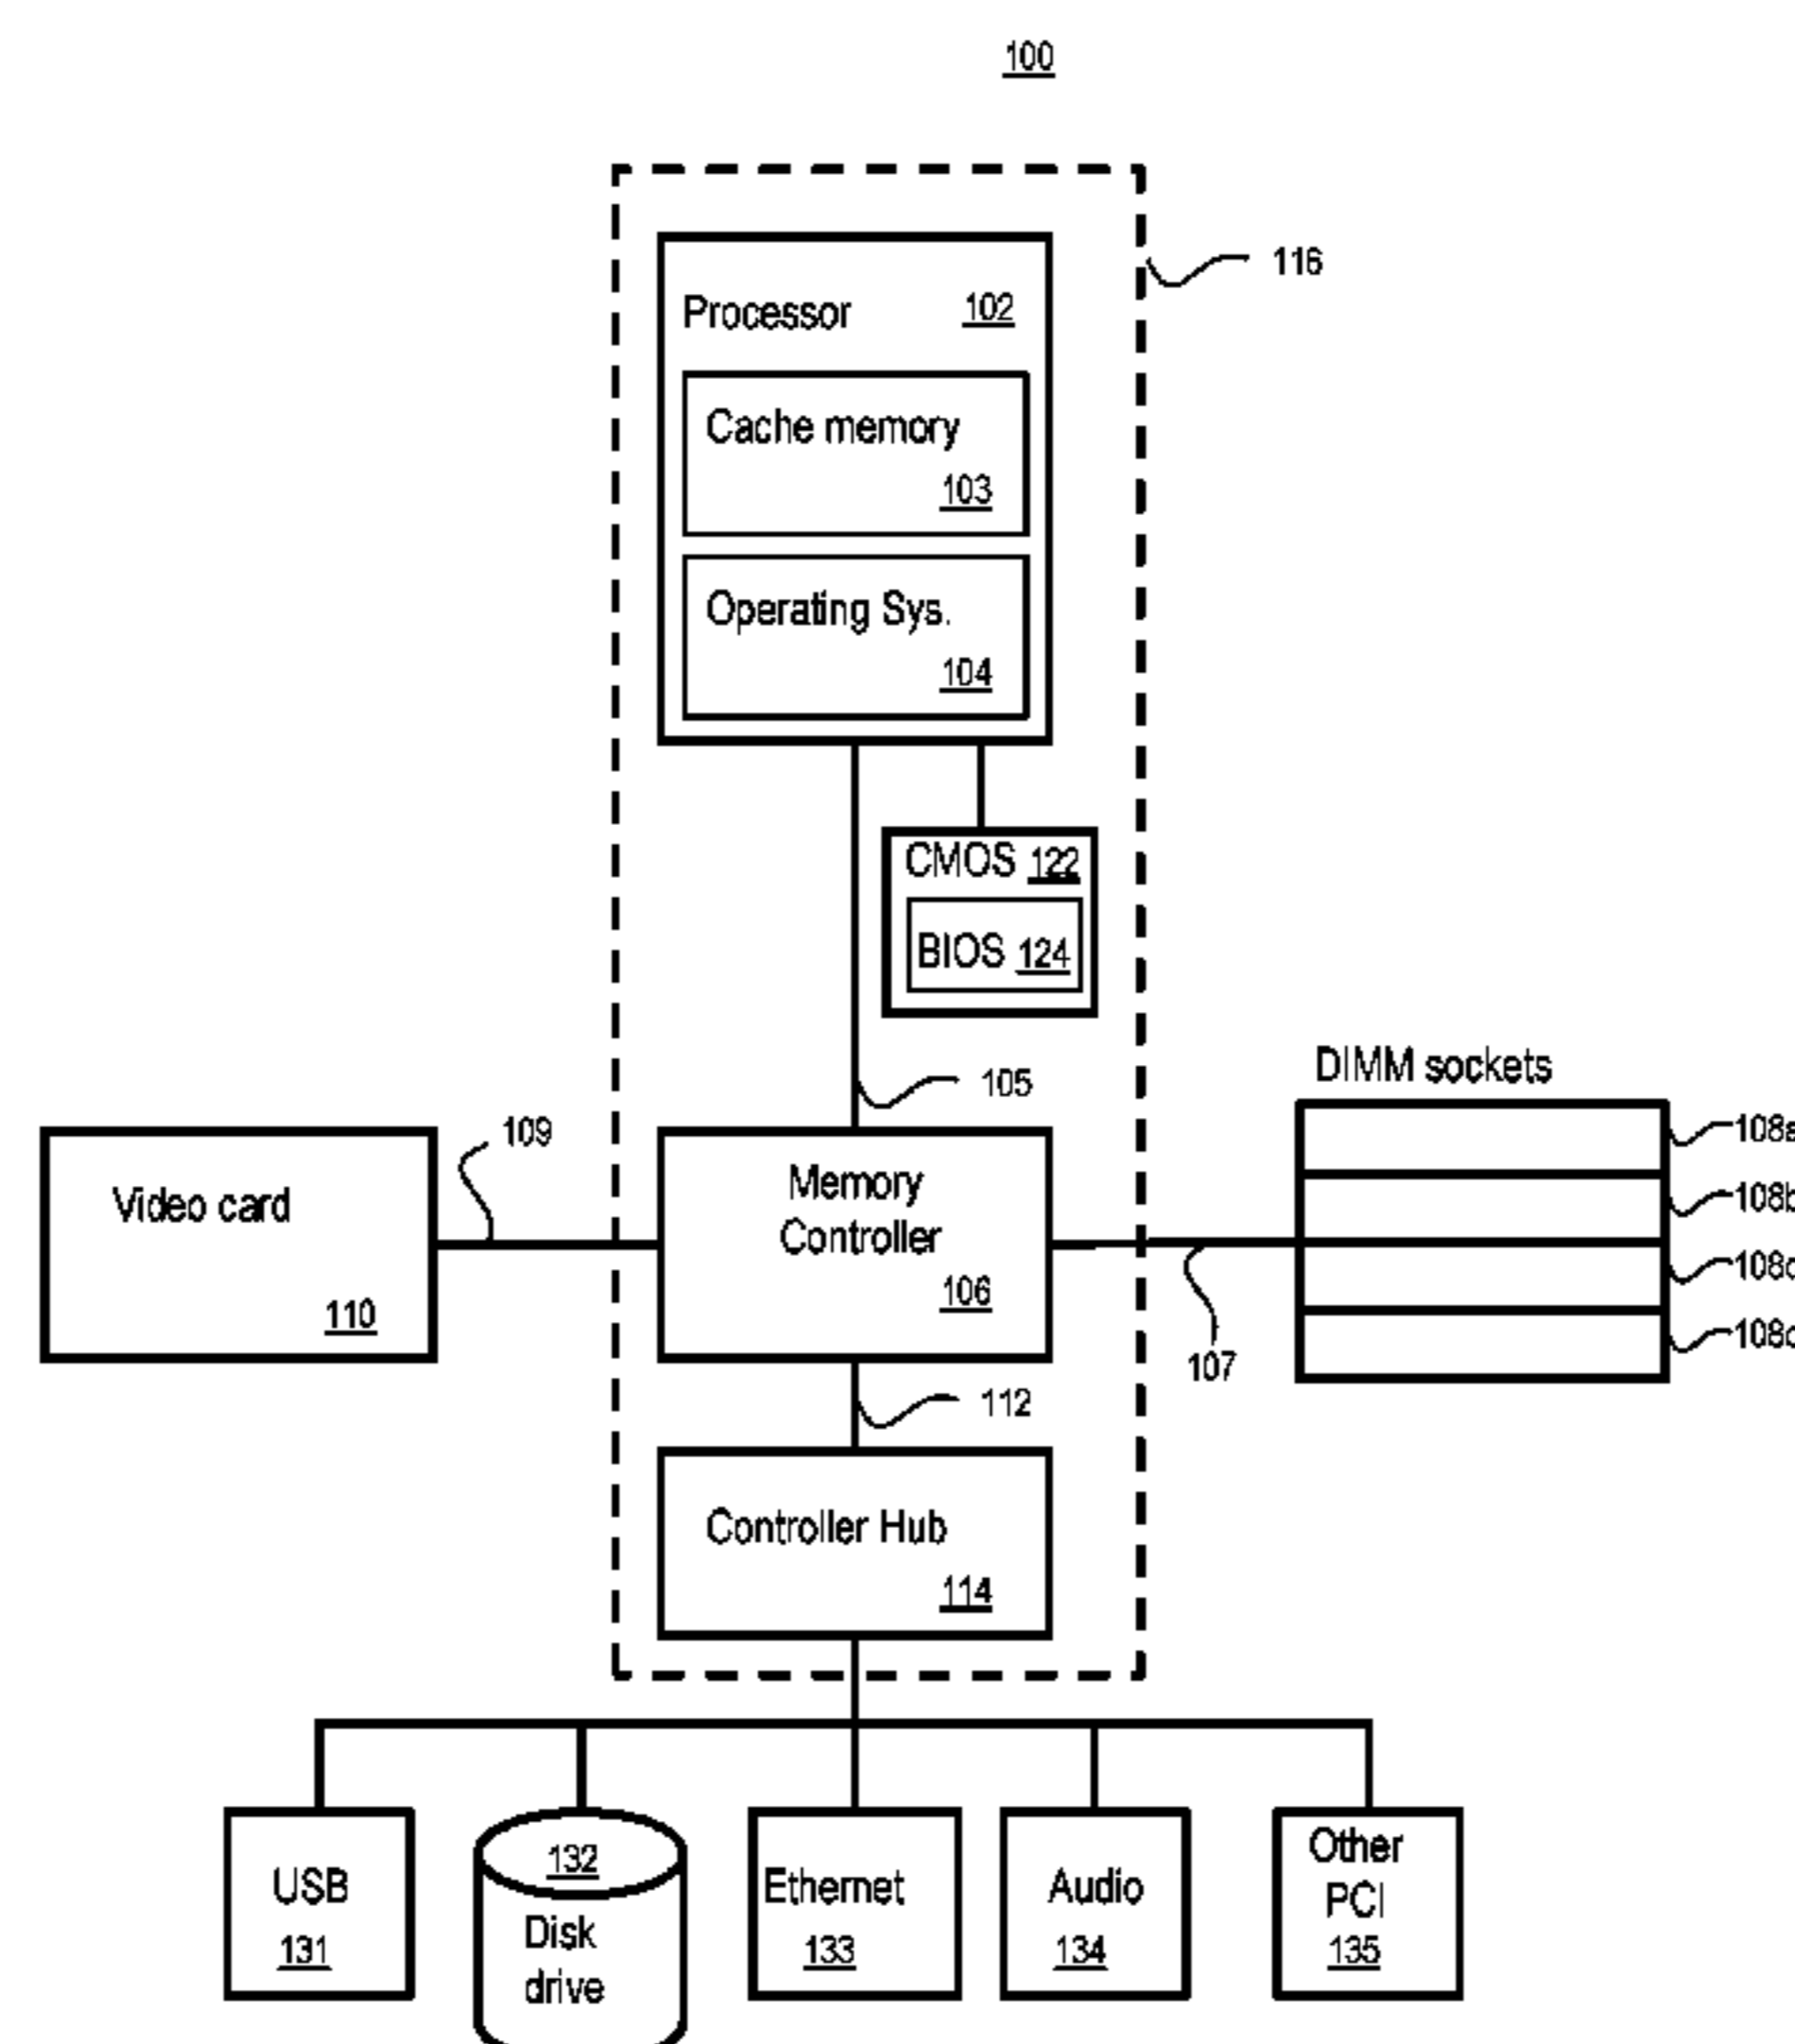 100
116
Processor 102
Cache memory
103
Operating Sys.
104
CMOS 122
BIOS 124
105
DIMM sockets
108a
108b
109
Video card
110
Memory
Controller
106
107
112
Controller Hub
114
USB
131
132
Disk
drive
Ethernet
133
Audio
134
Other
PCI
135